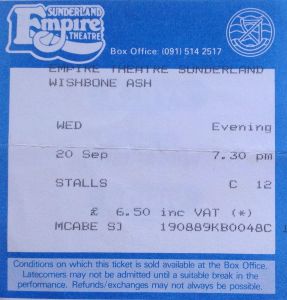 SUNDERLAND
Empire
THEATRE
Box Office: (091) 514 2517
EMPIRE THEATRE SUNDERLAND
WISHBONE ASH
WED Evening
20 Sep 7.30 pm
STALLS C 12
£ 6.50 inc VAT (*)
MCABE SJ 190889KB0048C 1
Conditions on which this ticket is sold available at the Box Office.
Latecomers may not be admitted until a suitable break in the
performance. Refunds/exchanges may not always be possible.